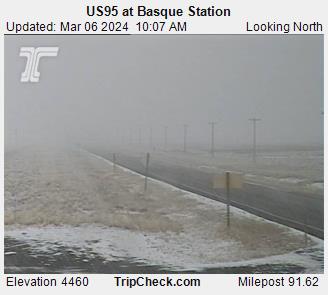 US95 at Basque Station
Updated: Mar 06 2024 10:07 AM Looking North
Elevation 4460 TripCheck.com Milepost 91.62